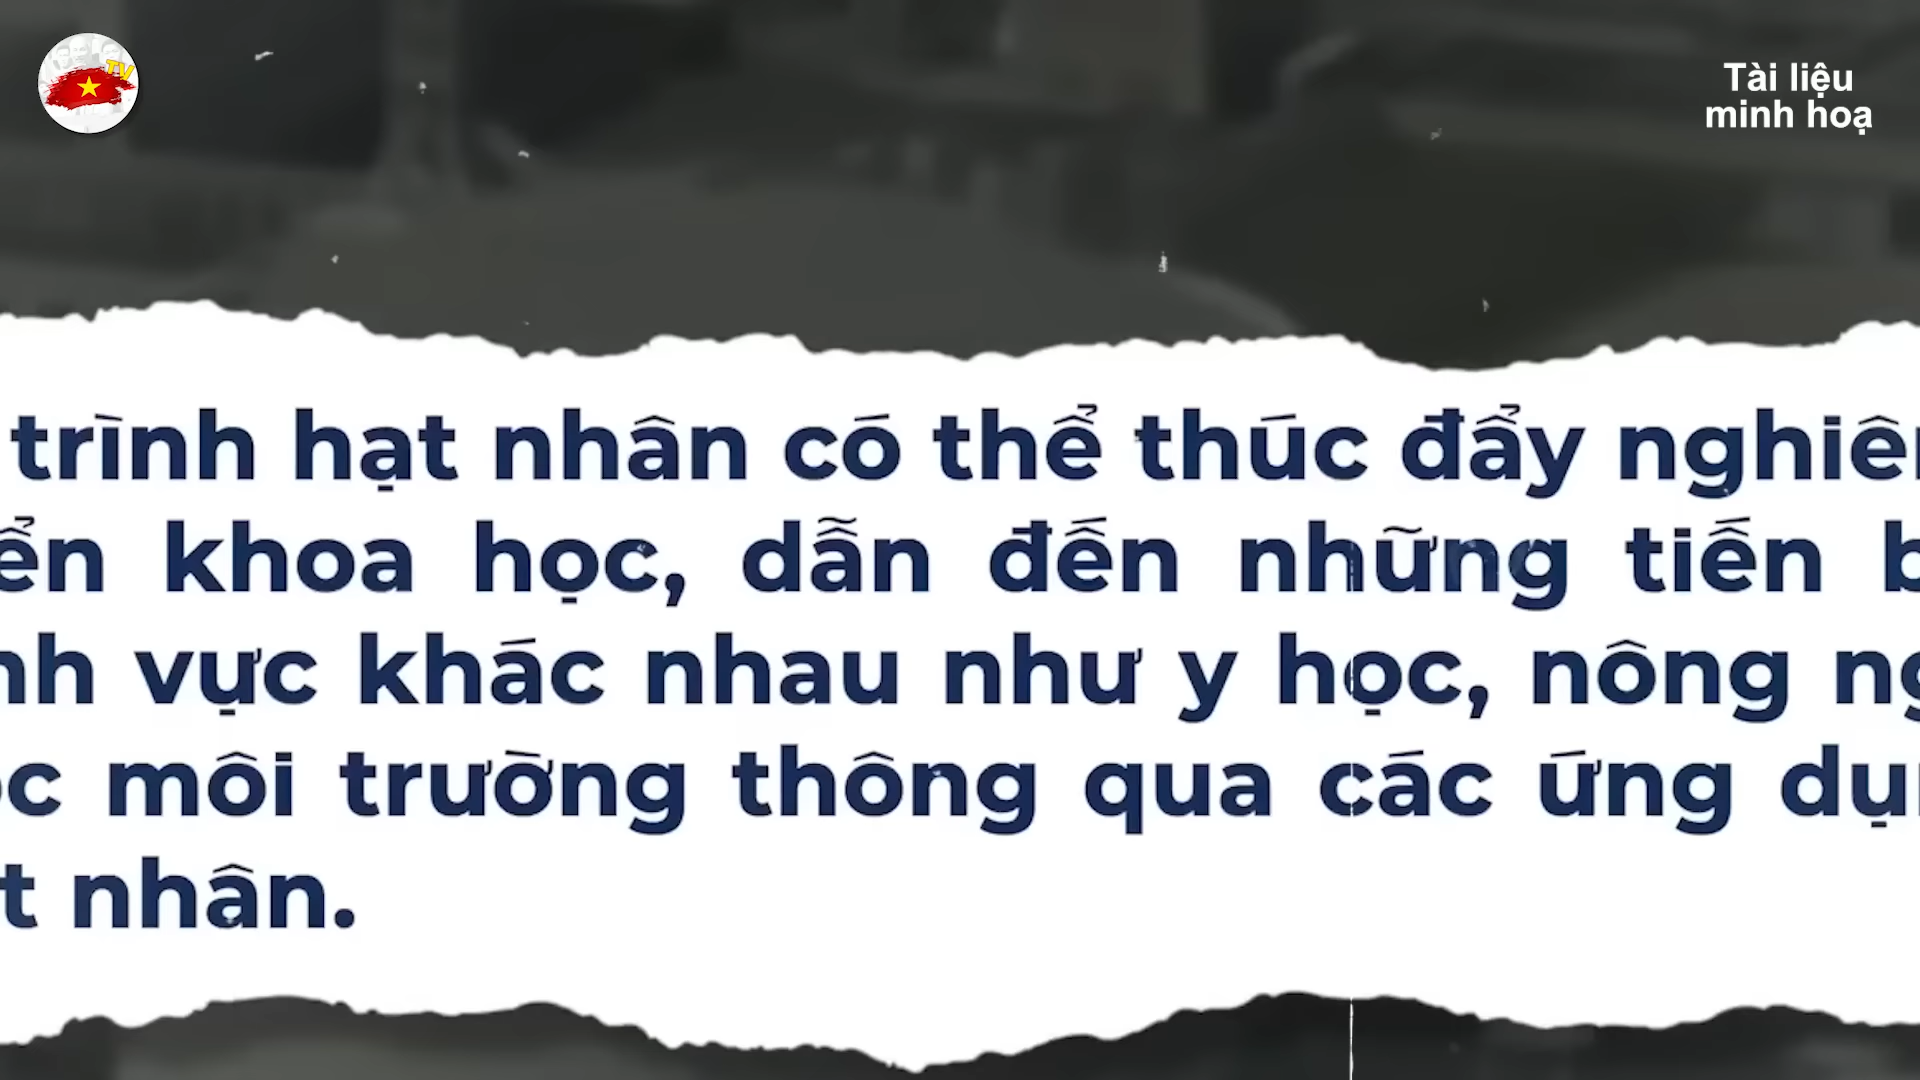 TV
Tài liệu
minh hoạ
trình hạt nhân có thể thúc đẩy
khoa học, dẫn đến những tiến
vực khác nhau như y học, nông
môi trường thông qua các ứng
nhân.